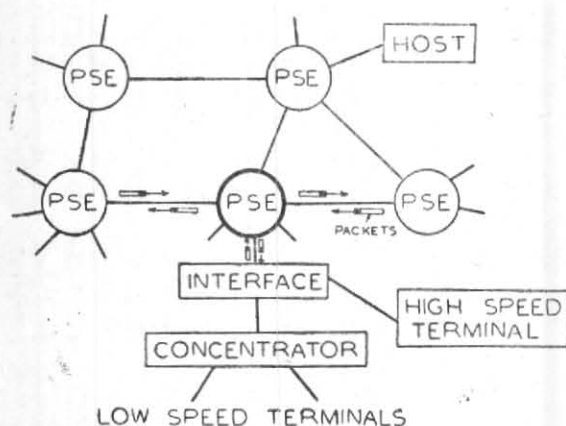 HOST
PSE
PSE
PSE
PSE
PSE
PACKETS
INTERFACE
HIGH SPEED
TERMINAL
CONCENTRATOR
LOW SPEED TERMINALS